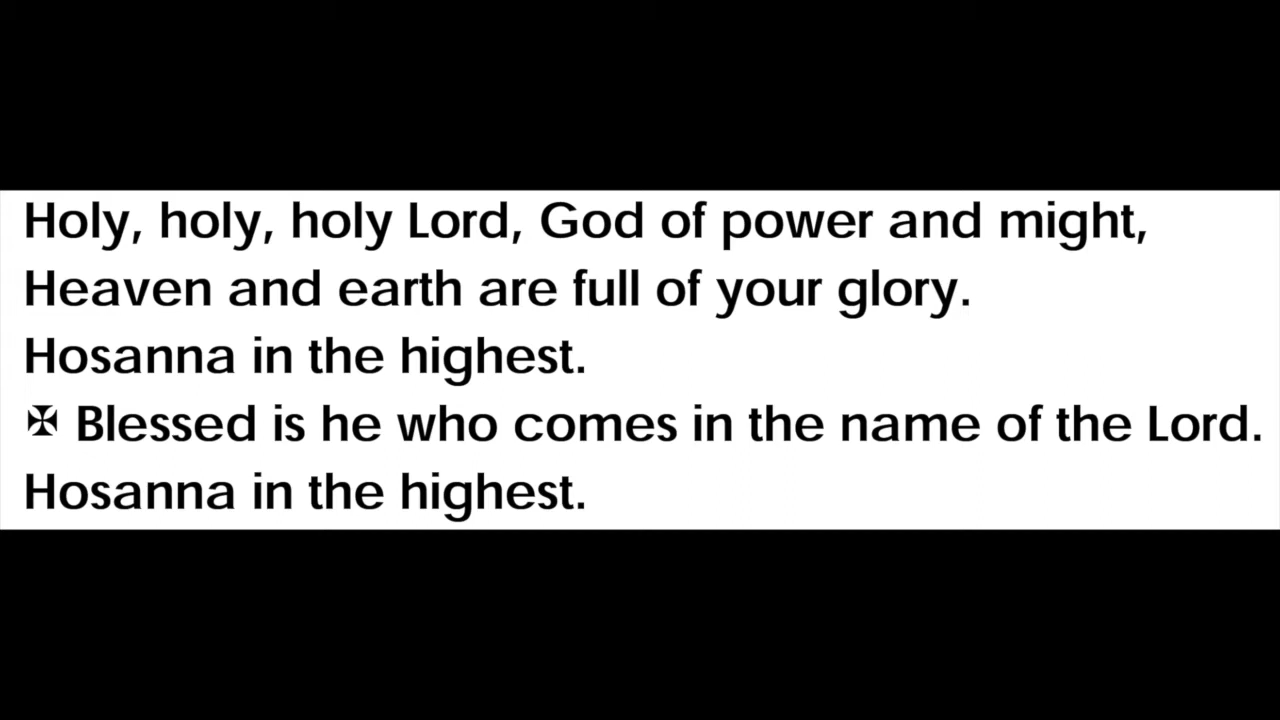 Holy, holy, holy Lord, God of power and might,
Heaven and earth are full of your glory.
Hosanna in the highest.
✠ Blessed is he who comes in the name of the Lord.
Hosanna in the highest.